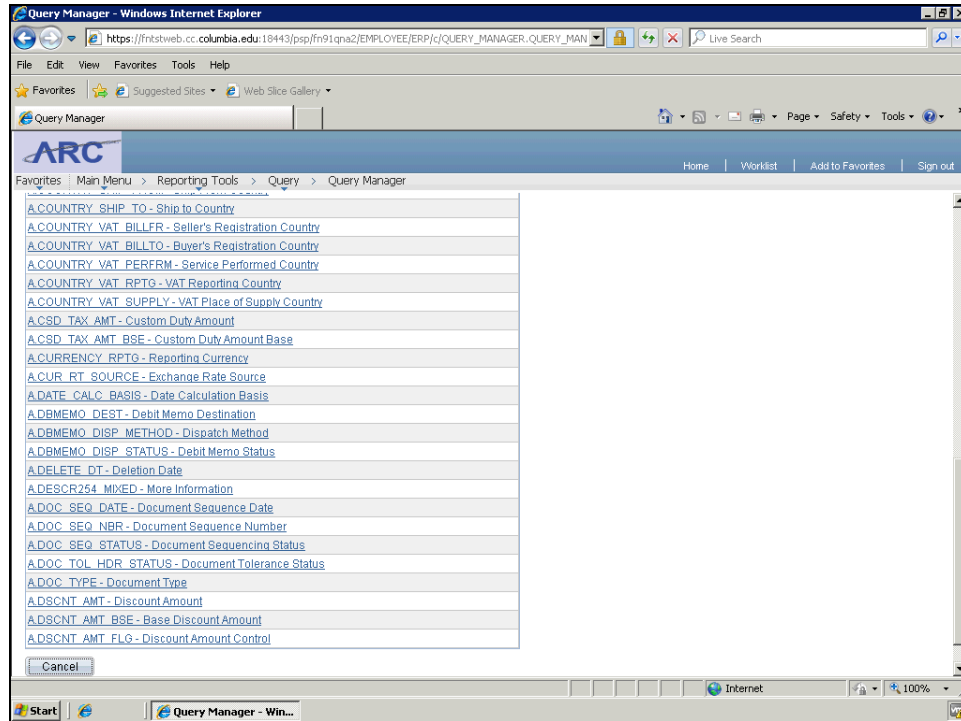 Query Manager - Windows Internet Explorer
https://fntstweb.cc.columbia.edu:18443/psp/fn91qna2/EMPLOYEE/ERP/c/QUERY_MANAGER.QUERY_MAN
Live Search
File Edit View Favorites Tools Help
Favorites Suggested Sites Web Slice Gallery
Query Manager Page Safety Tools
ARC
Home | Worklist | Add to Favorites | Sign out
Favorites Main Menu > Reporting Tools > Query > Query Manager
A.COUNTRY_SHIP_TO - Ship to Country
A.COUNTRY_VAT_BILLFR - Seller's Registration Country
A.COUNTRY_VAT_BILLTO - Buyer's Registration Country
A.COUNTRY_VAT_PERFRM - Service Performed Country
A.COUNTRY_VAT_RPTG - VAT Reporting Country
A.COUNTRY_VAT_SUPPLY - VAT Place of Supply Country
A.CSD_TAX_AMT - Custom Duty Amount
A.CSD_TAX_AMT_BSE - Custom Duty Amount Base
A.CURRENCY_RPTG - Reporting Currency
A.CUR_RT_SOURCE - Exchange Rate Source
A.DATE_CALC_BASIS - Date Calculation Basis
A.DBMEMO_DEST - Debit Memo Destination
A.DBMEMO_DISP_METHOD - Dispatch Method
A.DBMEMO_DISP_STATUS - Debit Memo Status
A.DELETE_DT - Deletion Date
A.DESCR254_MIXED - More Information
A.DOC_SEQ_DATE - Document Sequence Date
A.DOC_SEQ_NBR - Document Sequence Number
A.DOC_SEQ_STATUS - Document Sequencing Status
A.DOC_TOL_HDR_STATUS - Document Tolerance Status
A.DOC_TYPE - Document Type
A.DSCNT_AMT - Discount Amount
A.DSCNT_AMT_BSE - Base Discount Amount
A.DSCNT_AMT_FLG - Discount Amount Control
Cancel
Internet 100%
Start Query Manager - Win...